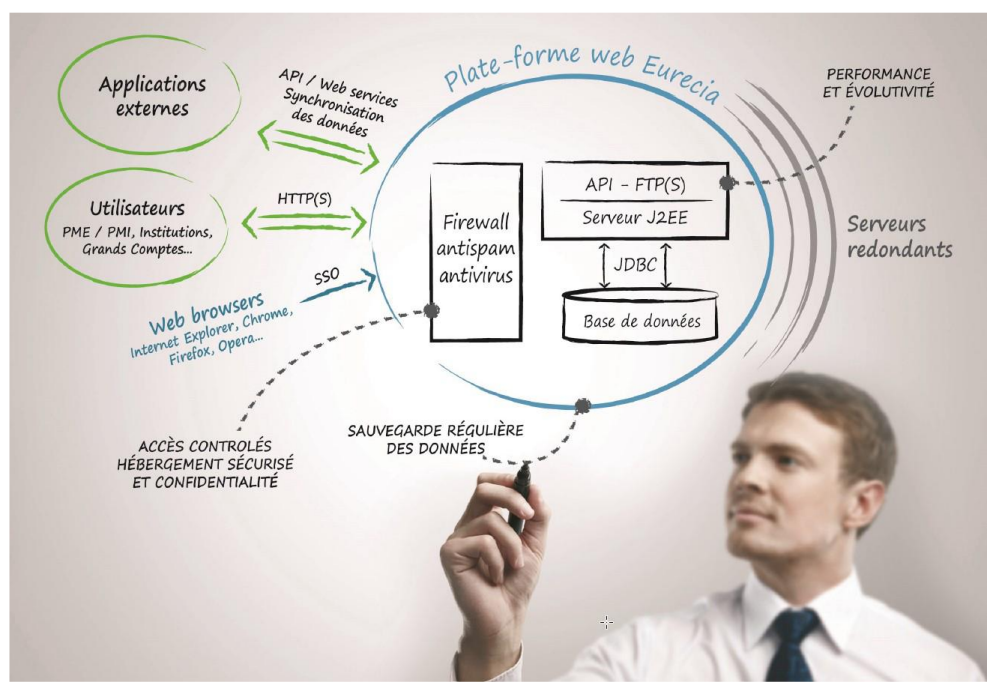 Plate-forme web Eurecia
Applications
externes
API / Web services
Synchronisation
des données
PERFORMANCE
ET ÉVOLUTIVITÉ
Utilisateurs
PME / PMI, Institutions,
Grands Comptes...
HTTP(S)
Firewall
antispam
antivirus
API - FTP(S)
Serveur J2EE
JDBC
Base de données
Serveurs
redondants
SSO
Web browsers
Internet Explorer, Chrome,
Firefox, Opera...
ACCÈS CONTROLÉS
HÉBERGEMENT SÉCURISÉ
ET CONFIDENTIALITÉ
SAUVEGARDE RÉGULIÈRE
DES DONNÉES